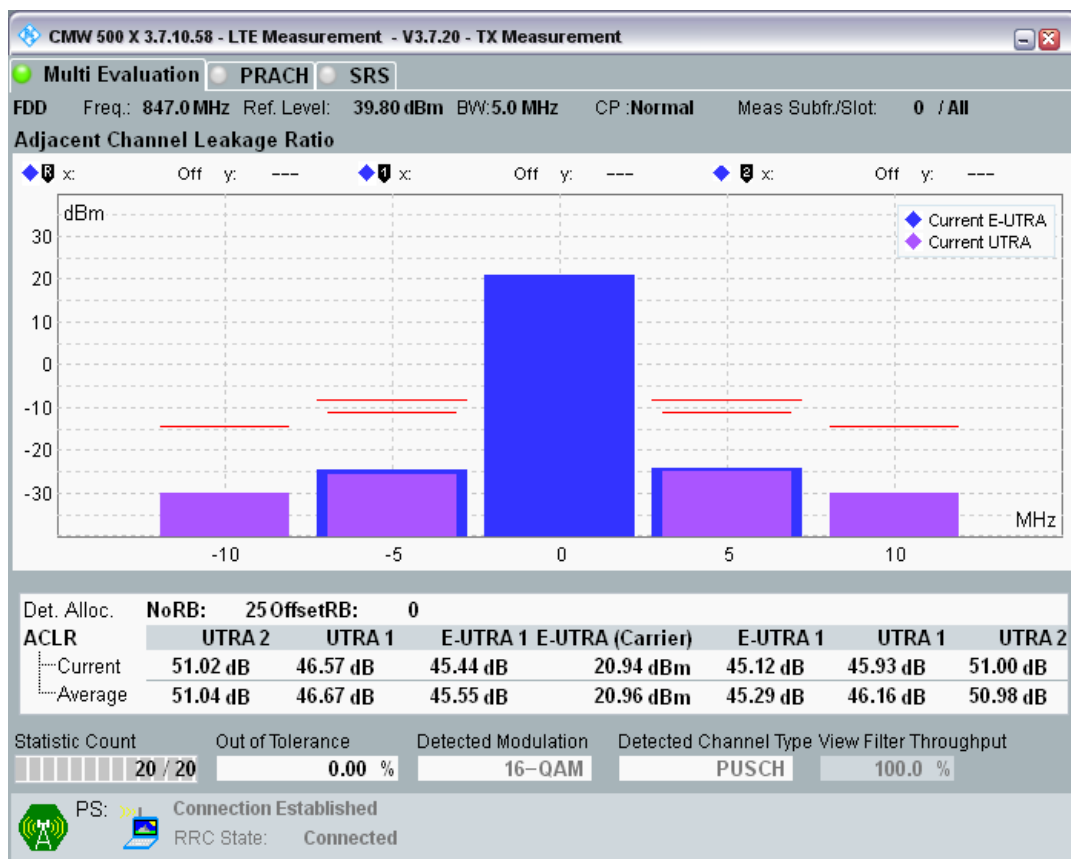 CMW 500 X 3.7.10.58 - LTE Measurement - V3.7.20 - TX Measurement
Multi Evaluation PRACH SRS
FDD Freq.: 847.0 MHz Ref. Level: 39.80 dBm BW:5.0 MHz CP :Normal Meas Subfr./Slot: 0 / All
Adjacent Channel Leakage Ratio
R x: Off y: --- 1 x: Off y: --- 2 x: Off y: ---
dBm
Current E-UTRA
Current UTRA
30
20
10
0
-10
-20
-30
MHz
-10 -5 0 5 10
Det. Alloc. NoRB: 25 OffsetRB: 0
ACLR UTRA 2 UTRA 1 E-UTRA 1 E-UTRA (Carrier) E-UTRA 1 UTRA 1 UTRA 2
Current 51.02 dB 46.57 dB 45.44 dB 20.94 dBm 45.12 dB 45.93 dB 51.00 dB
Average 51.04 dB 46.67 dB 45.55 dB 20.96 dBm 45.29 dB 46.16 dB 50.98 dB
Statistic Count Out of Tolerance Detected Modulation Detected Channel Type View Filter Throughput
20 / 20 0.00 % 16-QAM PUSCH 100.0 %
PS: Connection Established
RRC State: Connected